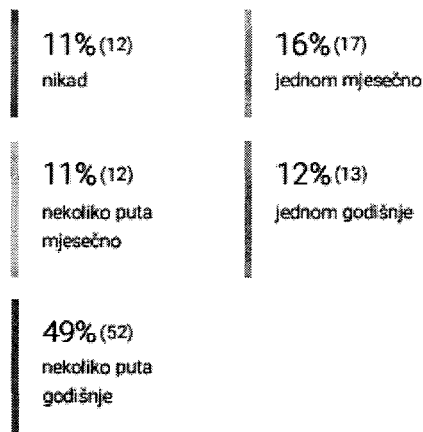 11% (12)
nikad
16% (17)
jednom mjesečno
11% (12)
nekoliko puta
mjesečno
12% (13)
jednom godišnje
49% (52)
nekoliko puta
godišnje